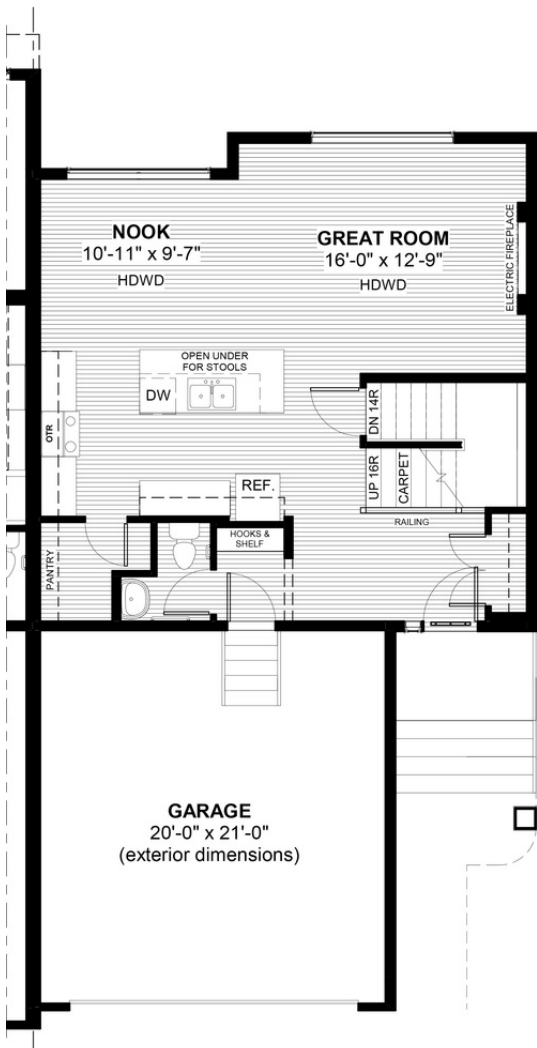 NOOK
10'-11" x 9'-7"
HDWD
GREAT ROOM
16'-0" x 12'-9"
HDWD
ELECTRIC FIREPLACE
OPEN UNDER
FOR STOOLS
DW
OTR
DN 14R
UP 16R
CARPET
REF.
RAILING
HOOKS &
SHELF
PANTRY
GARAGE
20'-0" x 21'-0"
(exterior dimensions)